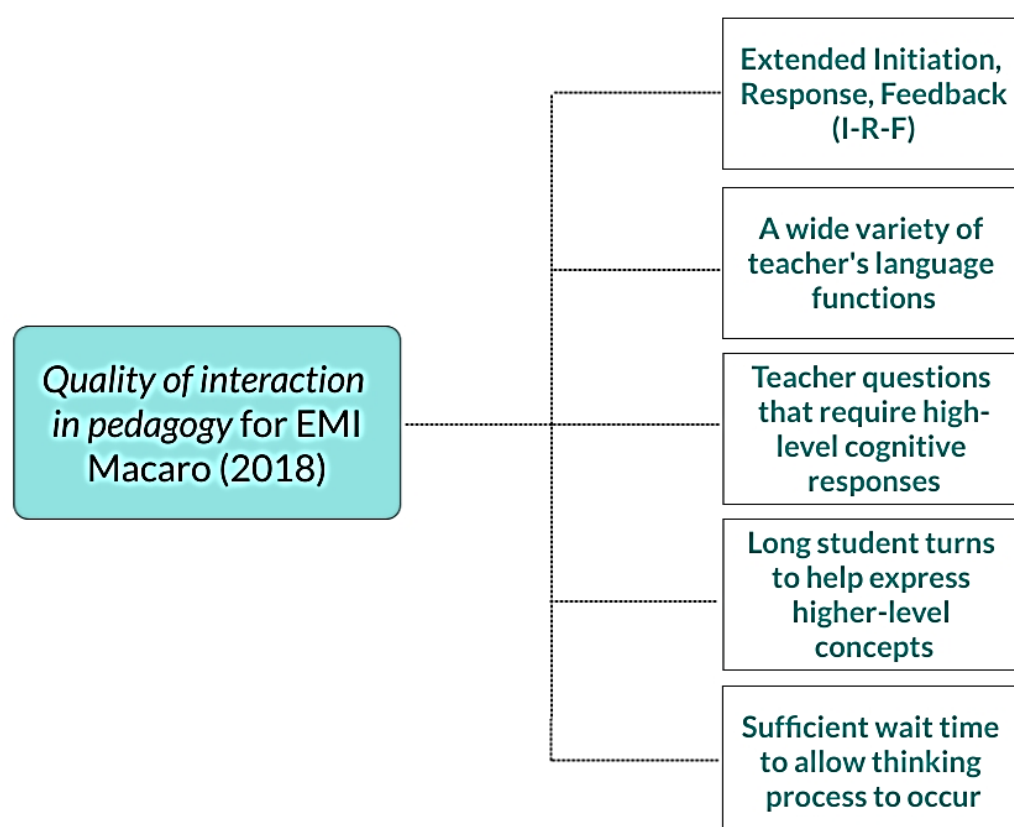 Quality of interaction
in pedagogy for EMI
Macaro (2018)
Extended Initiation,
Response, Feedback
(I-R-F)
A wide variety of
teacher's language
functions
Teacher questions
that require high-
level cognitive
responses
Long student turns
to help express
higher-level
concepts
Sufficient wait time
to allow thinking
process to occur